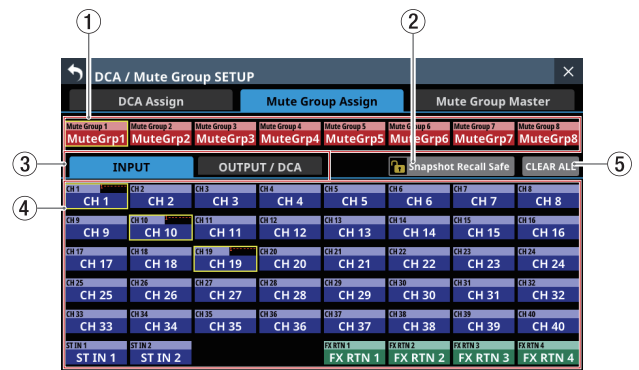 1 2
DCA / Mute Group SETUP ×
DCA Assign Mute Group Assign Mute Group Master
Mute Group 1 Mute Group 2 Mute Group 3 Mute Group 4 Mute Group 5 Mute Group 6 Mute Group 7 Mute Group 8
MuteGrp1 MuteGrp2 MuteGrp3 MuteGrp4 MuteGrp5 MuteGrp6 MuteGrp7 MuteGrp8
3 INPUT OUTPUT / DCA Snapshot Recall Safe CLEAR ALL 5
4
CH 1 CH 2 CH 3 CH 4 CH 5 CH 6 CH 7 CH 8
CH 1 CH 2 CH 3 CH 4 CH 5 CH 6 CH 7 CH 8
CH 9 CH 10 CH 11 CH 12 CH 13 CH 14 CH 15 CH 16
CH 9 CH 10 CH 11 CH 12 CH 13 CH 14 CH 15 CH 16
CH 17 CH 18 CH 19 CH 20 CH 21 CH 22 CH 23 CH 24
CH 17 CH 18 CH 19 CH 20 CH 21 CH 22 CH 23 CH 24
CH 25 CH 26 CH 27 CH 28 CH 29 CH 30 CH 31 CH 32
CH 25 CH 26 CH 27 CH 28 CH 29 CH 30 CH 31 CH 32
CH 33 CH 34 CH 35 CH 36 CH 37 CH 38 CH 39 CH 40
CH 33 CH 34 CH 35 CH 36 CH 37 CH 38 CH 39 CH 40
ST IN 1 ST IN 2 FX RTN 1 FX RTN 2 FX RTN 3 FX RTN 4
ST IN 1 ST IN 2 FX RTN 1 FX RTN 2 FX RTN 3 FX RTN 4